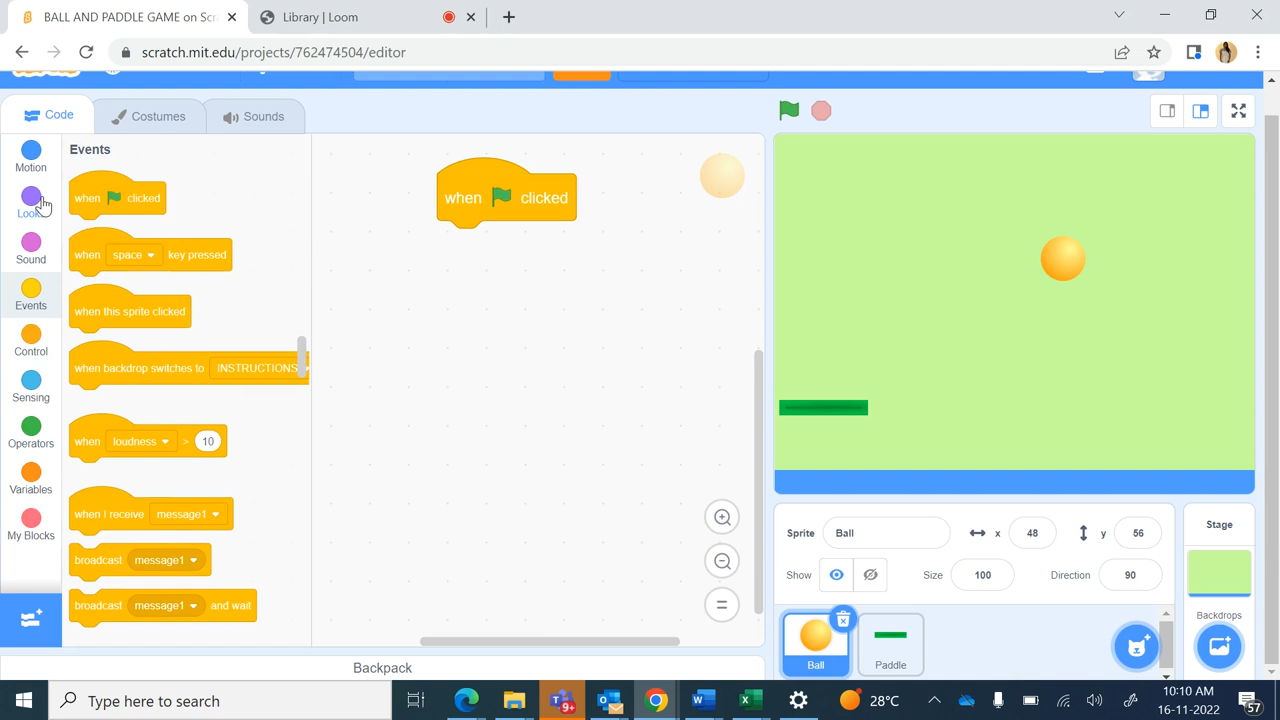 BALL AND PADDLE GAME on Scr
Library | Loom
scratch.mit.edu/projects/762474504/editor
Code
Costumes
Sounds
Motion
Looks
Sound
Events
Control
Sensing
Operators
Variables
My Blocks
Events
when clicked
when space key pressed
when this sprite clicked
when backdrop switches to INSTRUCTIONS
when loudness > 10
when I receive message1
broadcast message1
broadcast message1 and wait
when clicked
Backpack
Sprite Ball x 48 y 56
Show Size 100 Direction 90
Ball
Paddle
Stage
Backdrops
Type here to search
9+
28°C
10:10 AM
16-11-2022
57